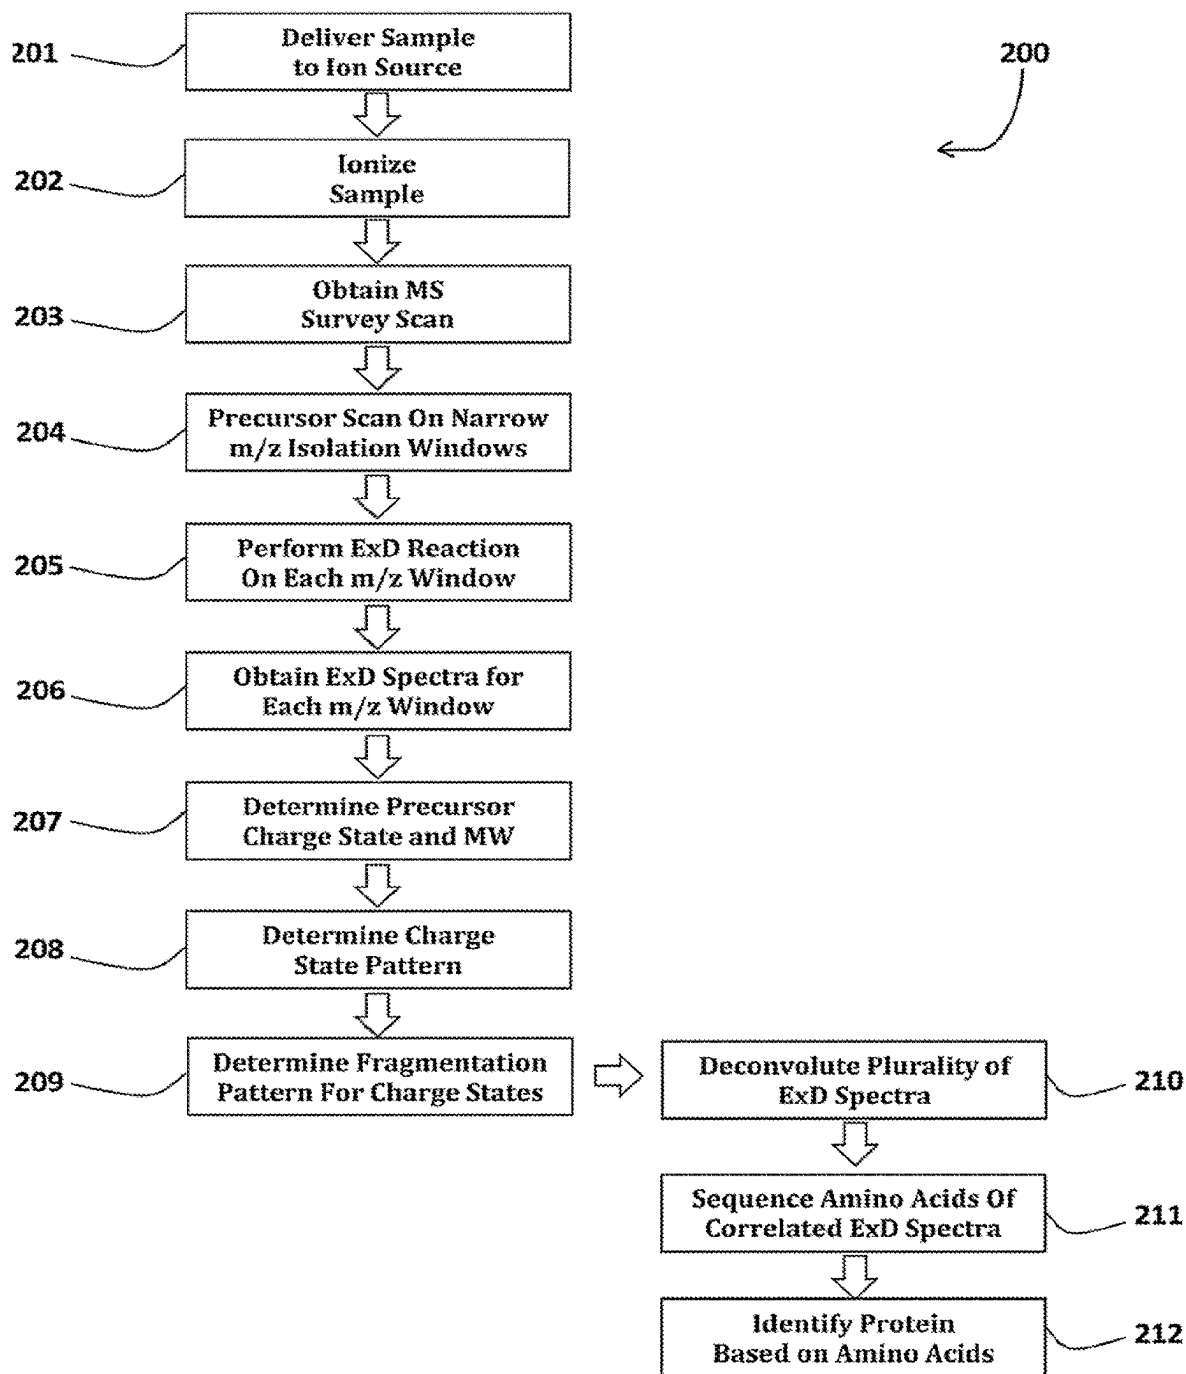 201
Deliver Sample
to Ion Source
200
202
Ionize
Sample
203
Obtain MS
Survey Scan
204
Precursor Scan On Narrow
m/z Isolation Windows
205
Perform ExD Reaction
On Each m/z Window
206
Obtain ExD Spectra for
Each m/z Window
207
Determine Precursor
Charge State and MW
208
Determine Charge
State Pattern
209
Determine Fragmentation
Pattern For Charge States
Deconvolute Plurality of
ExD Spectra
210
Sequence Amino Acids Of
Correlated ExD Spectra
211
Identify Protein
Based on Amino Acids
212